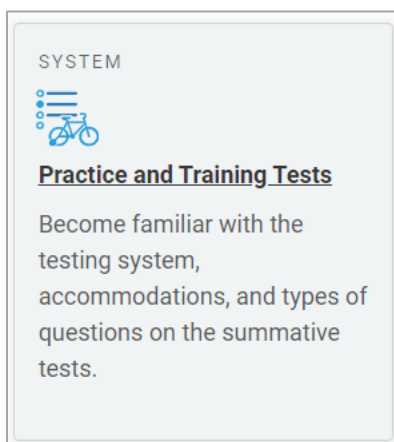 SYSTEM
Practice and Training Tests
Become familiar with the
testing system,
accommodations, and types of
questions on the summative
tests.